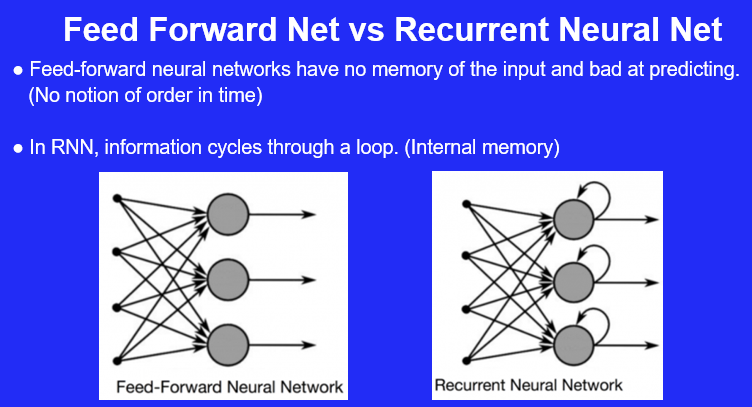 Feed Forward Net vs Recurrent Neural Net
● Feed-forward neural networks have no memory of the input and bad at predicting.
(No notion of order in time)
● In RNN, information cycles through a loop. (Internal memory)
Feed-Forward Neural Network
Recurrent Neural Network